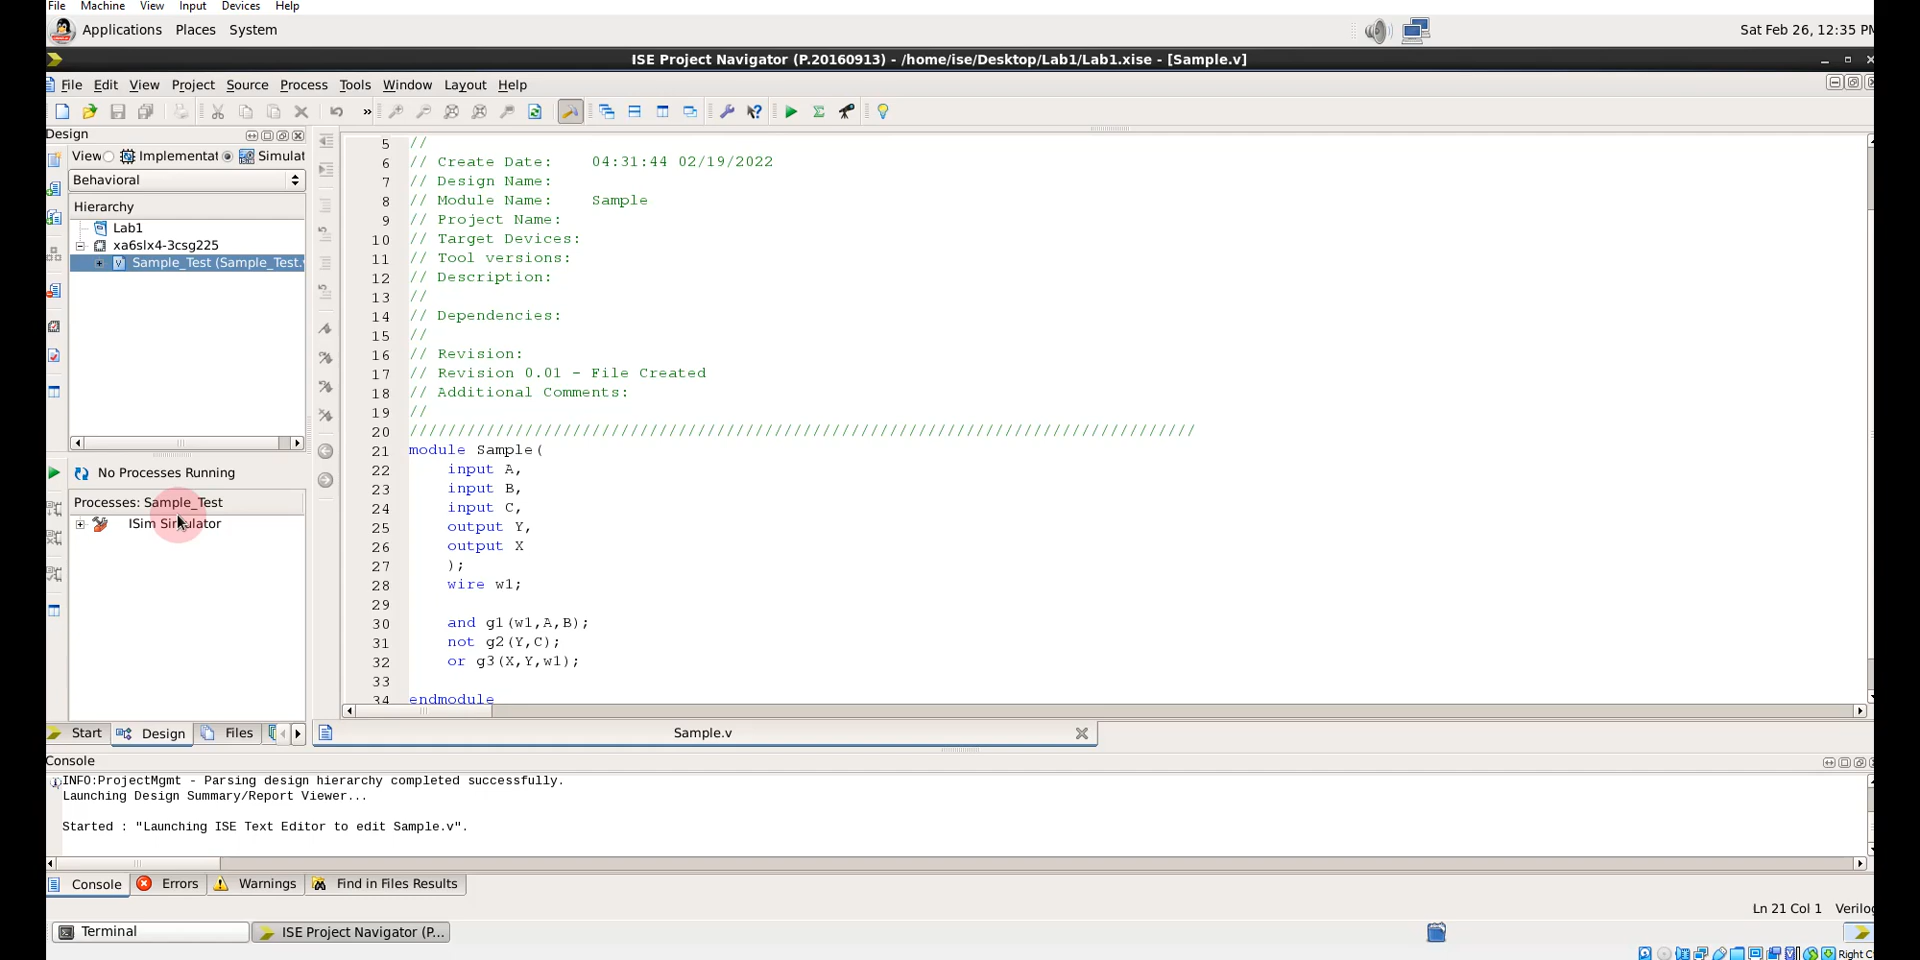 File Machine View Input Devices Help
Applications Places System
Sat Feb 26, 12:35 PM
ISE Project Navigator (P.20160913) - /home/ise/Desktop/Lab1/Lab1.xise - [Sample.v]
File Edit View Project Source Process Tools Window Layout Help
Design
View Implementat Simulat
Behavioral
Hierarchy
Lab1
xa6slx4-3csg225
Sample_Test (Sample_Test.v
No Processes Running
Processes: Sample_Test
ISim Simulator
Start Design Files
5 //
6 // Create Date: 04:31:44 02/19/2022
7 // Design Name:
8 // Module Name: Sample
9 // Project Name:
10 // Target Devices:
11 // Tool versions:
12 // Description:
13 //
14 // Dependencies:
15 //
16 // Revision:
17 // Revision 0.01 - File Created
18 // Additional Comments:
19 //
20 //////////////////////////////////////////////////////////////////////////////////
21 module Sample(
22 input A,
23 input B,
24 input C,
25 output Y,
26 output X
27 );
28 wire w1;
29
30 and g1(w1,A,B);
31 not g2(Y,C);
32 or g3(X,Y,w1);
33
34 endmodule
Sample.v
Console
INFO:ProjectMgmt - Parsing design hierarchy completed successfully.
Launching Design Summary/Report Viewer...
Started : "Launching ISE Text Editor to edit Sample.v".
Console Errors Warnings Find in Files Results
Ln 21 Col 1 Verilog
Terminal ISE Project Navigator (P...
Right C